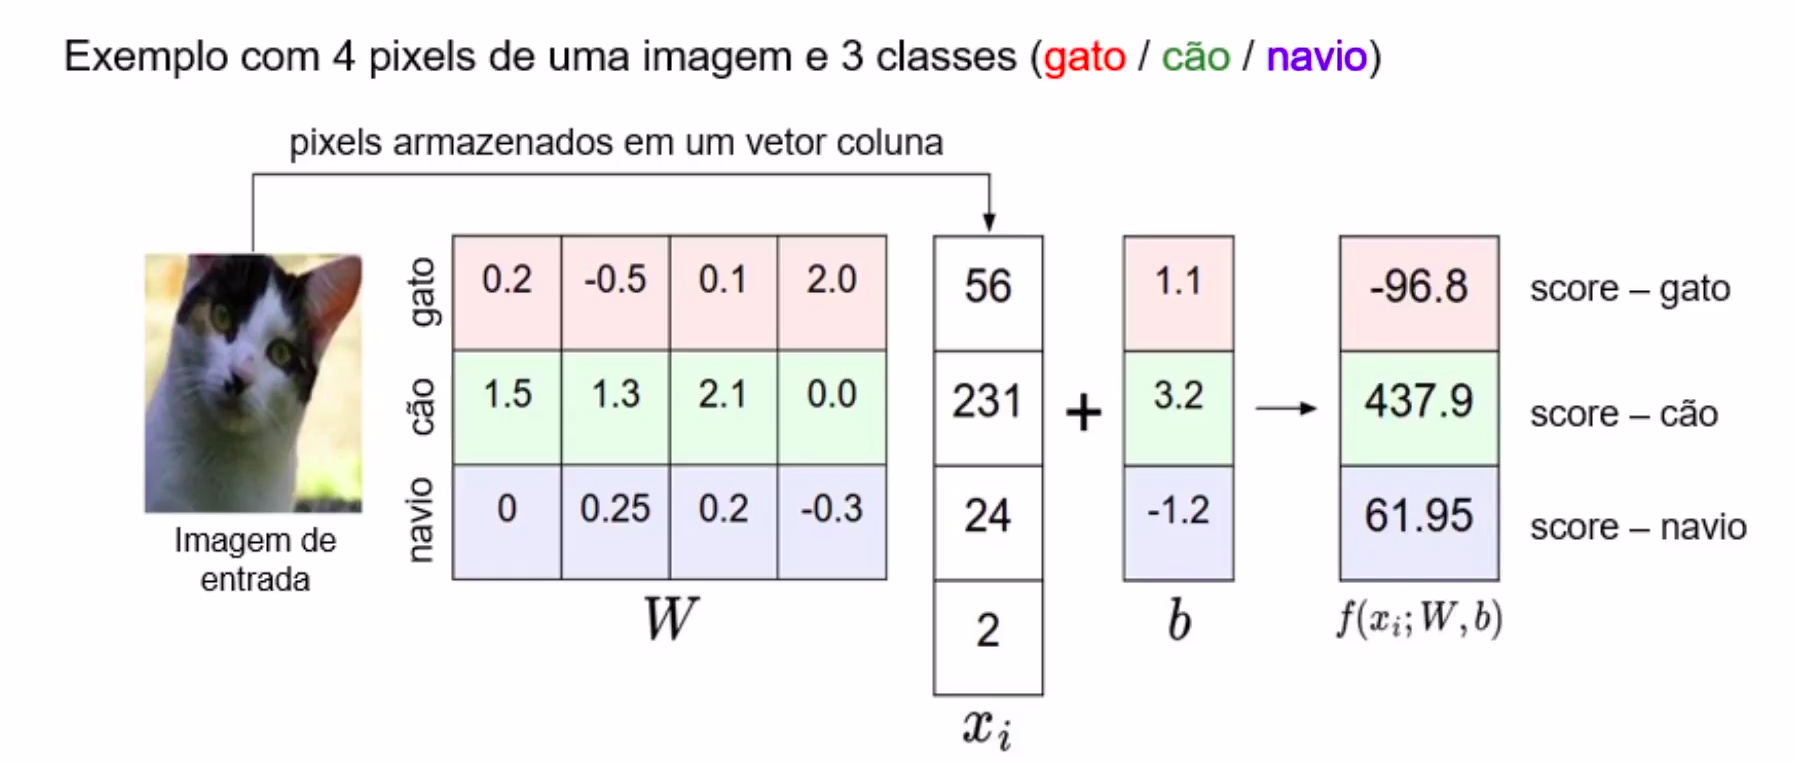 Exemplo com 4 pixels de uma imagem e 3 classes (gato / cão / navio)
pixels armazenados em um vetor coluna
gato 0.2 -0.5 0.1 2.0 56 1.1 -96.8 score – gato
cão 1.5 1.3 2.1 0.0 231 + 3.2 437.9 score – cão
navio 0 0.25 0.2 -0.3 24 -1.2 61.95 score – navio
Imagem de
entrada
2
W b f(xi; W, b)
xi